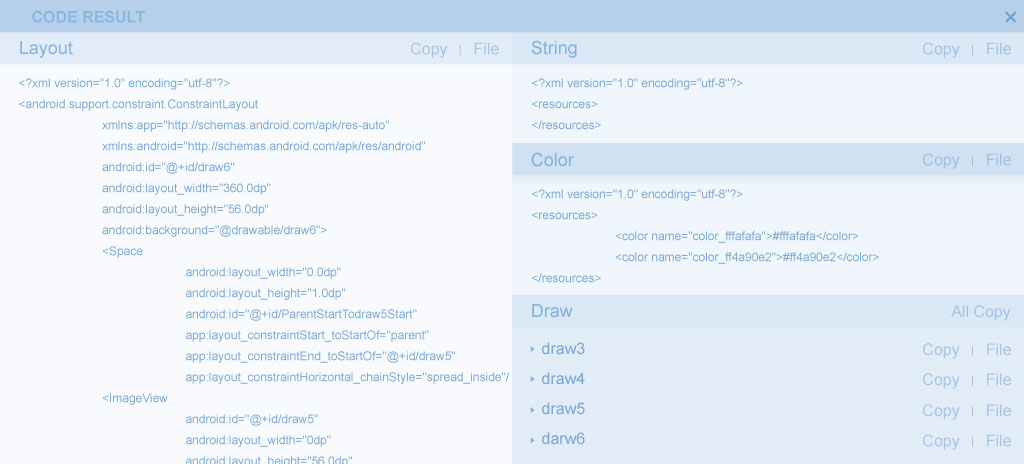 CODE RESULT
Layout
Copy | File
<?xml version="1.0" encoding="utf-8"?>
<android.support.constraint.ConstraintLayout
xmlns:app="http://schemas.android.com/apk/res-auto"
xmlns:android="http://schemas.android.com/apk/res/android"
android:id="@+id/draw6"
android:layout_width="360.0dp"
android:layout_height="56.0dp"
android:background="@drawable/draw6">
<Space
android:layout_width="0.0dp"
android:layout_height="1.0dp"
android:id="@+id/ParentStartTodraw5Start"
app:layout_constraintStart_toStartOf="parent"
app:layout_constraintEnd_toStartOf="@+id/draw5"
app:layout_constraintHorizontal_chainStyle="spread_inside"/
<ImageView
android:id="@+id/draw5"
android:layout_width="0dp"
android:layout_height="56.0dp
String
Copy | File
<?xml version="1.0" encoding="utf-8"?>
<resources>
</resources>
Color
Copy | File
<?xml version="1.0" encoding="utf-8"?>
<resources>
<color name="color_fffafafa">#fffafafa</color>
<color name="color_ff4a90e2">#ff4a90e2</color>
</resources>
Draw
All Copy
draw3
Copy | File
draw4
Copy | File
draw5
Copy | File
darw6
Copy | File